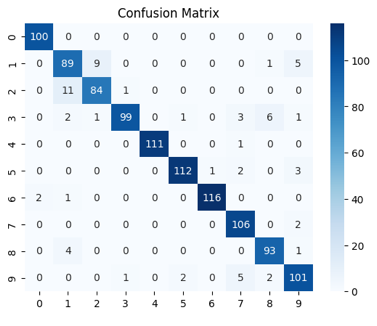 Confusion Matrix
0 100 0 0 0 0 0 0 0 0 0
1 0 89 9 0 0 0 0 0 1 5
2 0 11 84 1 0 0 0 0 0 0
3 0 2 1 99 0 1 0 3 6 1
4 0 0 0 0 111 0 0 1 0 0
5 0 0 0 0 0 112 1 2 0 3
6 2 1 0 0 0 0 116 0 0 0
7 0 0 0 0 0 0 0 106 0 2
8 0 4 0 0 0 0 0 0 93 1
9 0 0 0 1 0 2 0 5 2 101
0 1 2 3 4 5 6 7 8 9
100
80
60
40
20
0